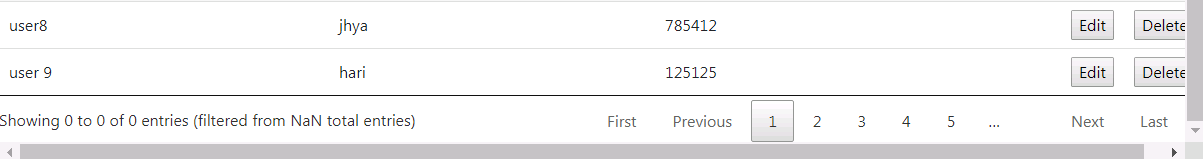 user8 jhya 785412 Edit Delete
user 9 hari 125125 Edit Delete
Showing 0 to 0 of 0 entries (filtered from NaN total entries) First Previous 1 2 3 4 5 ... Next Last